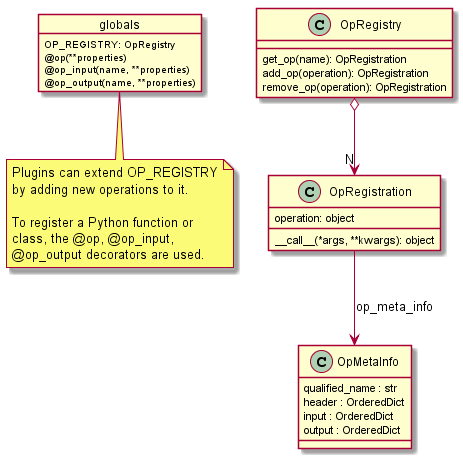 globals
OP_REGISTRY: OpRegistry
@op(**properties)
@op_input(name, **properties)
@op_output(name, **properties)
Plugins can extend OP_REGISTRY
by adding new operations to it.
To register a Python function or
class, the @op, @op_input,
@op_output decorators are used.
C OpRegistry
get_op(name): OpRegistration
add_op(operation): OpRegistration
remove_op(operation): OpRegistration
N
C OpRegistration
operation: object
__call__(*args, **kwargs): object
op_meta_info
C OpMetaInfo
qualified_name : str
header : OrderedDict
input : OrderedDict
output : OrderedDict